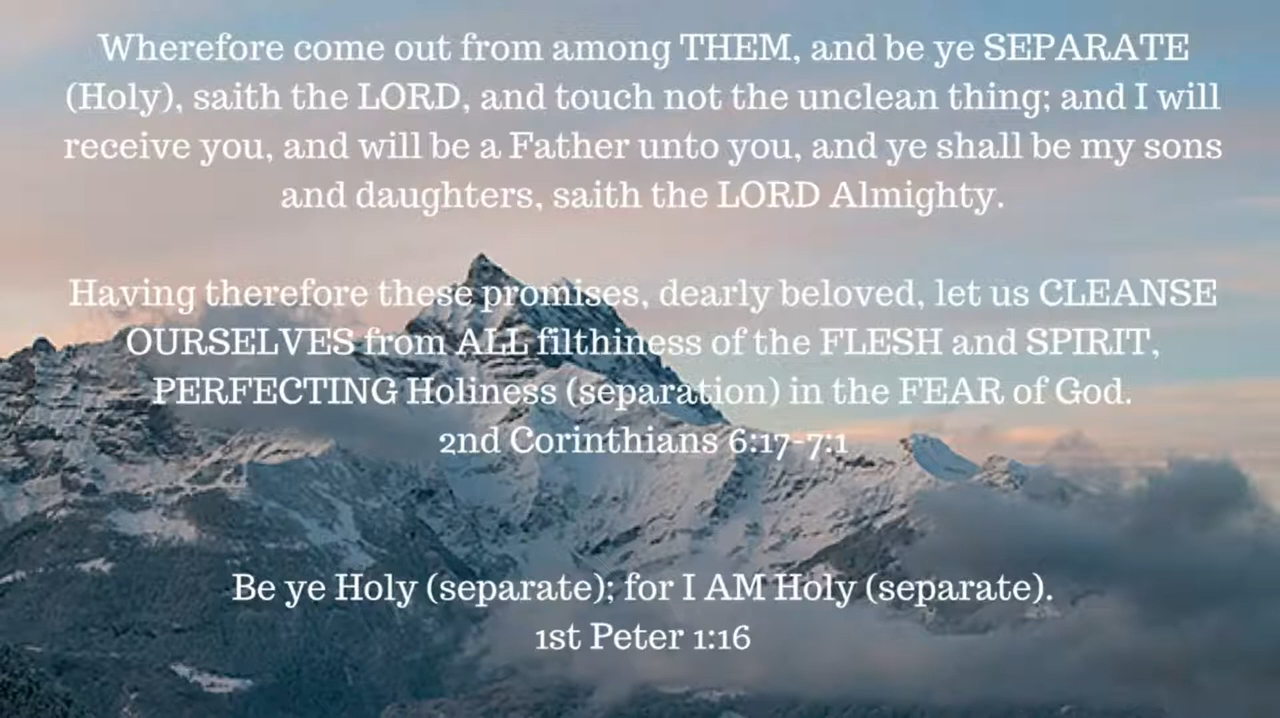 Wherefore come out from among THEM, and be ye SEPARATE
(Holy), saith the LORD, and touch not the unclean thing; and I will
receive you, and will be a Father unto you, and ye shall be my sons
and daughters, saith the LORD Almighty.
Having therefore these promises, dearly beloved, let us CLEANSE
OURSELVES from ALL filthiness of the FLESH and SPIRIT,
PERFECTING Holiness (separation) in the FEAR of God.
2nd Corinthians 6:17-7:1
Be ye Holy (separate); for I AM Holy (separate).
1st Peter 1:16